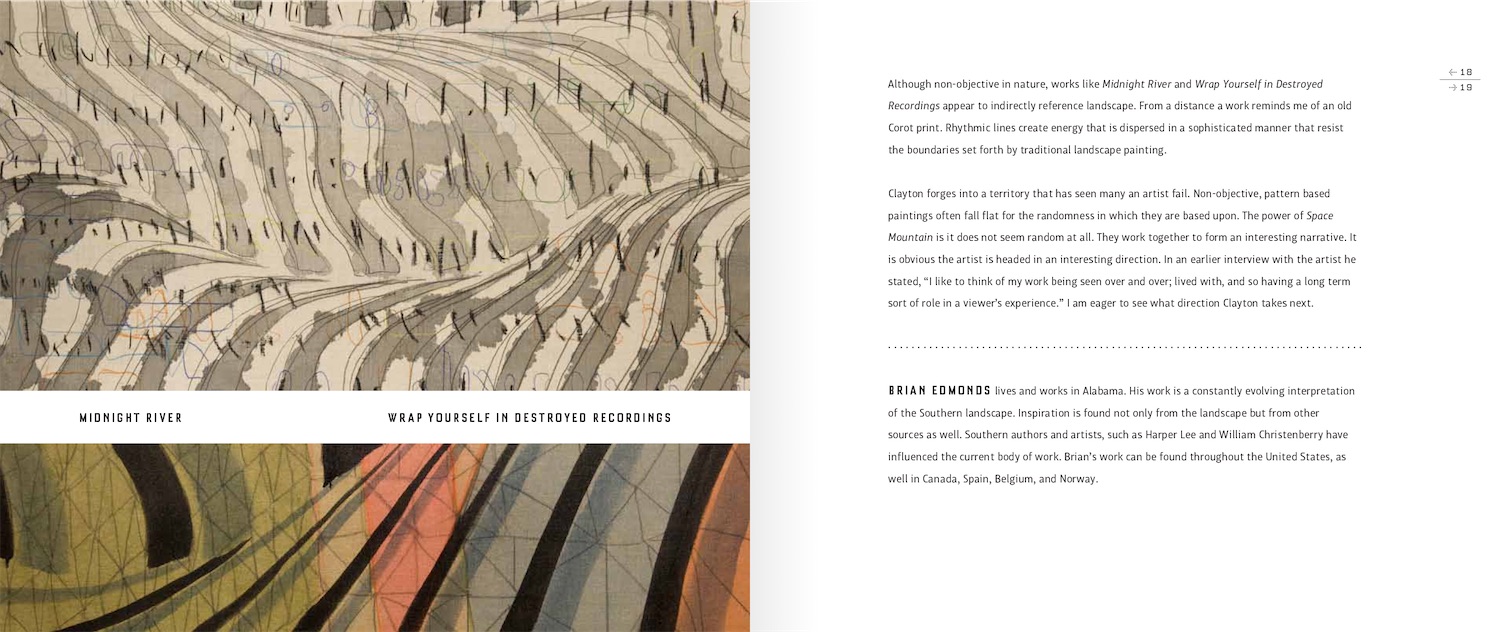 MIDNIGHT RIVER
WRAP YOURSELF IN DESTROYED RECORDINGS
Although non-objective in nature, works like Midnight River and Wrap Yourself in Destroyed
Recordings appear to indirectly reference landscape. From a distance a work reminds me of an old
Corot print. Rhythmic lines create energy that is dispersed in a sophisticated manner that resist
the boundaries set forth by traditional landscape painting.
Clayton forges into a territory that has seen many an artist fail. Non-objective, pattern based
paintings often fall flat for the randomness in which they are based upon. The power of Space
Mountain is it does not seem random at all. They work together to form an interesting narrative. It
is obvious the artist is headed in an interesting direction. In an earlier interview with the artist he
stated, “I like to think of my work being seen over and over; lived with, and so having a long term
sort of role in a viewer’s experience.” I am eager to see what direction Clayton takes next.
BRIAN EDMONDS lives and works in Alabama. His work is a constantly evolving interpretation
of the Southern landscape. Inspiration is found not only from the landscape but from other
sources as well. Southern authors and artists, such as Harper Lee and William Christenberry have
influenced the current body of work. Brian’s work can be found throughout the United States, as
well in Canada, Spain, Belgium, and Norway.
← 18
→ 19